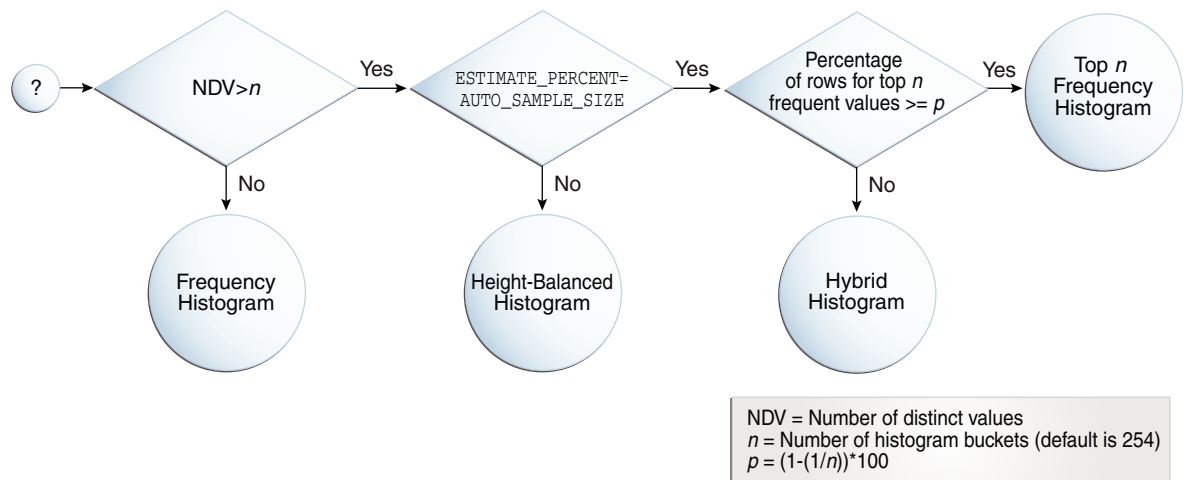 ?
NDV>n
Yes
ESTIMATE_PERCENT=
AUTO_SAMPLE_SIZE
Yes
Percentage
of rows for top n
frequent values >= p
Yes
Top n
Frequency
Histogram
No
No
No
Frequency
Histogram
Height-Balanced
Histogram
Hybrid
Histogram
NDV = Number of distinct values
n = Number of histogram buckets (default is 254)
p = (1-(1/n))*100